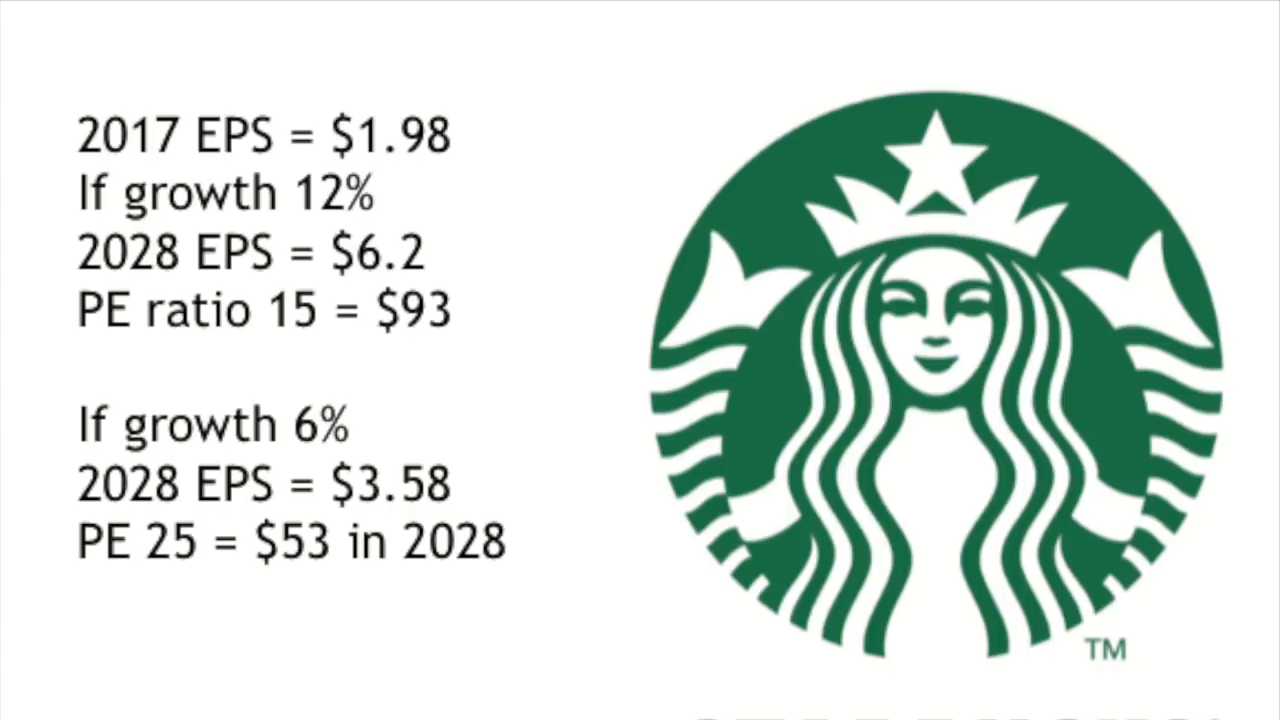 2017 EPS = $1.98
If growth 12%
2028 EPS = $6.2
PE ratio 15 = $93
If growth 6%
2028 EPS = $3.58
PE 25 = $53 in 2028
TM